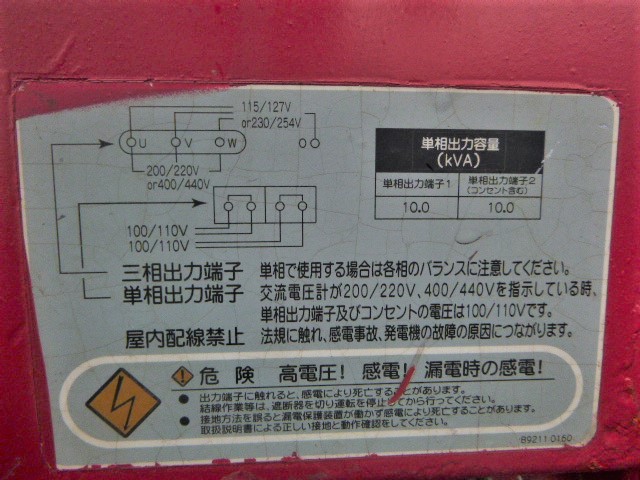 115/127V
or230/254V
U V W
200/220V
or400/440V
100/110V
100/110V
単相出力容量
(kVA)
単相出力端子1 単相出力端子2
(コンセント含む)
10.0 10.0
三相出力端子 単相で使用する場合は各相のバランスに注意してください。
単相出力端子 交流電圧計が200/220V、400/440Vを指示している時、
単相出力端子及びコンセントの電圧は100/110Vです。
屋内配線禁止 法規に触れ、感電事故、発電機の故障の原因につながります。
危険 高電圧! 感電! 漏電時の感電!
● 出力端子に触れると、感電により死亡することがあります。
結線作業等は、遮断器を切り運転を停止してから行ってください。
● 接地方法を誤ると漏電保護装置が働かず感電により死亡することがあります。
取扱説明書による正しい接地と動作確認をしてください。
B9211 0160